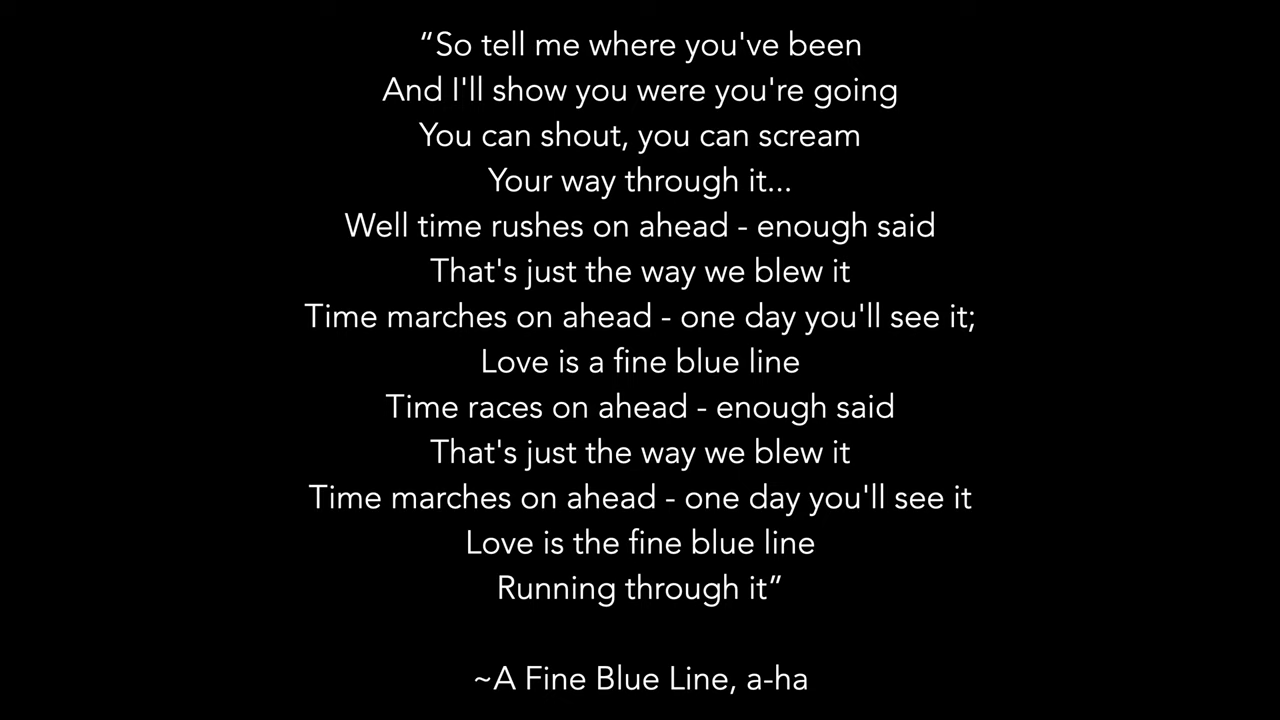 “So tell me where you've been
And I'll show you were you're going
You can shout, you can scream
Your way through it...
Well time rushes on ahead - enough said
That's just the way we blew it
Time marches on ahead - one day you'll see it;
Love is a fine blue line
Time races on ahead - enough said
That's just the way we blew it
Time marches on ahead - one day you'll see it
Love is the fine blue line
Running through it”
~A Fine Blue Line, a-ha